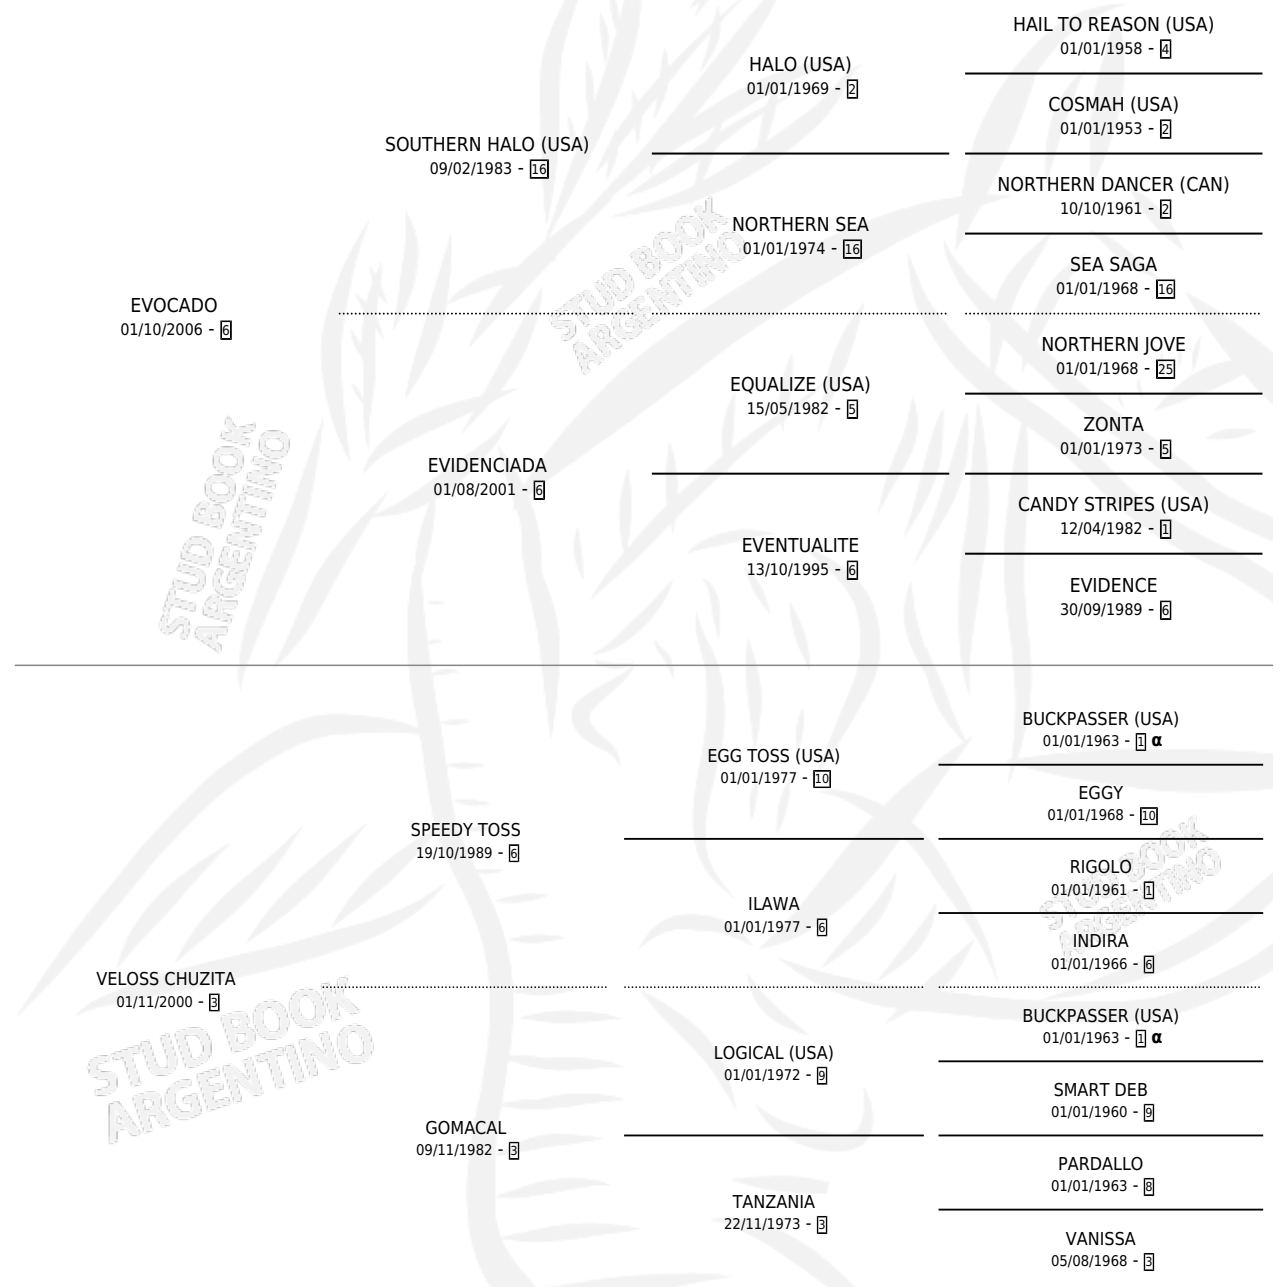 HAIL TO REASON (USA)
01/01/1958 - 4
HALO (USA)
01/01/1969 - 2
COSMAH (USA)
01/01/1953 - 2
SOUTHERN HALO (USA)
09/02/1983 - 16
NORTHERN DANCER (CAN)
10/10/1961 - 2
NORTHERN SEA
01/01/1974 - 16
SEA SAGA
01/01/1968 - 16
STUD BOOK
ARGENTINO
EVOCADO
01/10/2006 - 6
NORTHERN JOVE
01/01/1968 - 25
EQUALIZE (USA)
15/05/1982 - 5
ZONTA
01/01/1973 - 5
EVIDENCIADA
01/08/2001 - 6
CANDY STRIPES (USA)
12/04/1982 - 1
EVENTUALITE
13/10/1995 - 6
EVIDENCE
30/09/1989 - 6
STUD BOOK
ARGENTINO
BUCKPASSER (USA)
01/01/1963 - 1 α
EGG TOSS (USA)
01/01/1977 - 10
EGGY
01/01/1968 - 10
SPEEDY TOSS
19/10/1989 - 6
RIGOLO
01/01/1961 - 1
ILAWA
01/01/1977 - 6
INDIRA
01/01/1966 - 6
STUD BOOK
ARGENTINO
VELOSS CHUZITA
01/11/2000 - 3
BUCKPASSER (USA)
01/01/1963 - 1 α
LOGICAL (USA)
01/01/1972 - 9
SMART DEB
01/01/1960 - 9
GOMACAL
09/11/1982 - 3
PARDALLO
01/01/1963 - 8
TANZANIA
22/11/1973 - 3
VANISSA
05/08/1968 - 3
STUD BOOK
ARGENTINO